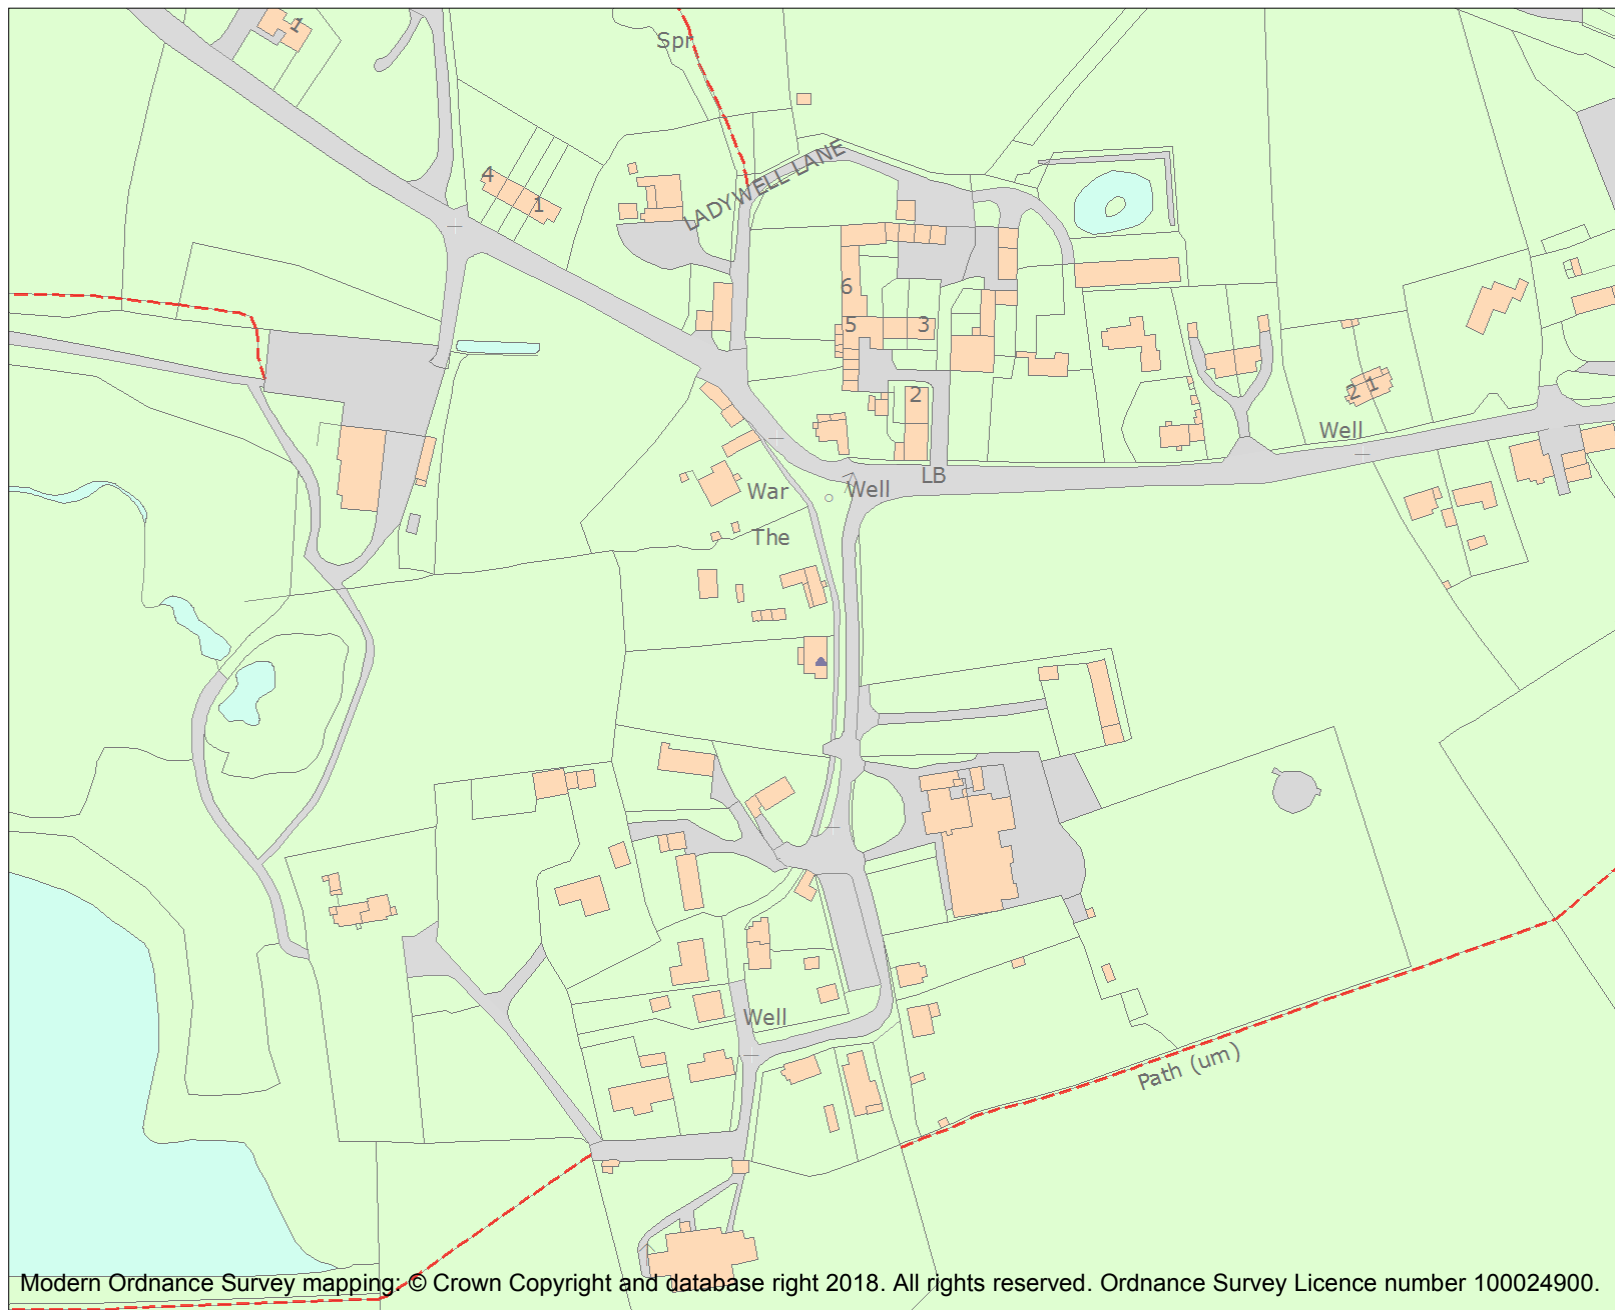 1
Spr
LADYWELL LANE
4
1
6
5
3
2
2 1
Well
LB
War
Well
The
Well
Path (um)
Modern Ordnance Survey mapping: © Crown Copyright and database right 2018. All rights reserved. Ordnance Survey Licence number 100024900.